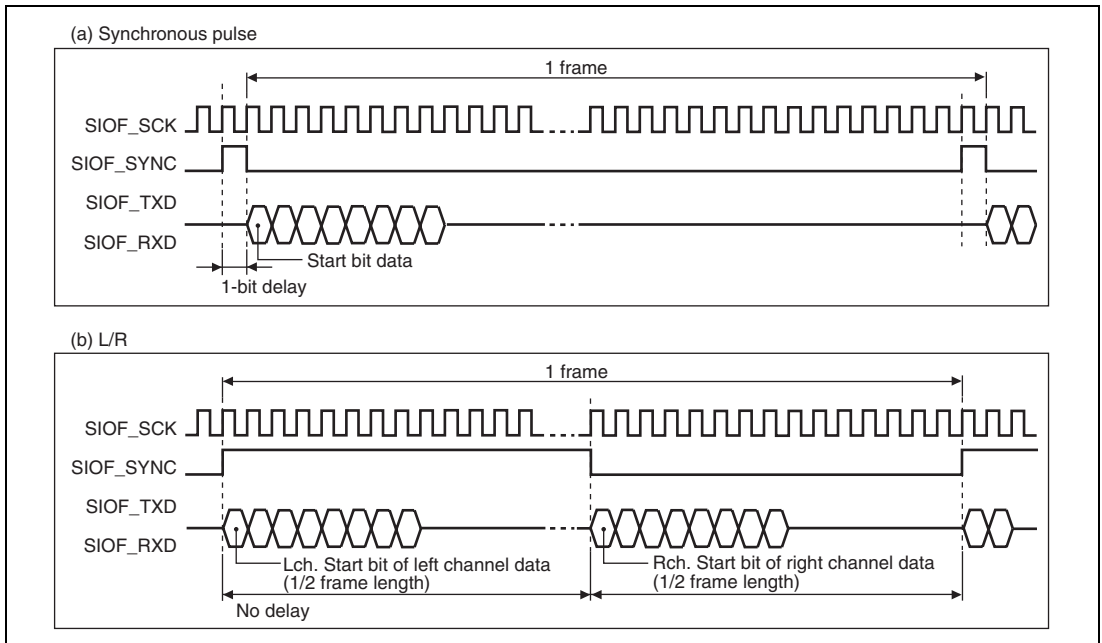 (a) Synchronous pulse
1 frame
SIOF_SCK
SIOF_SYNC
SIOF_TXD
SIOF_RXD
Start bit data
1-bit delay
(b) L/R
1 frame
SIOF_SCK
SIOF_SYNC
SIOF_TXD
SIOF_RXD
Lch. Start bit of left channel data
(1/2 frame length)
Rch. Start bit of right channel data
(1/2 frame length)
No delay